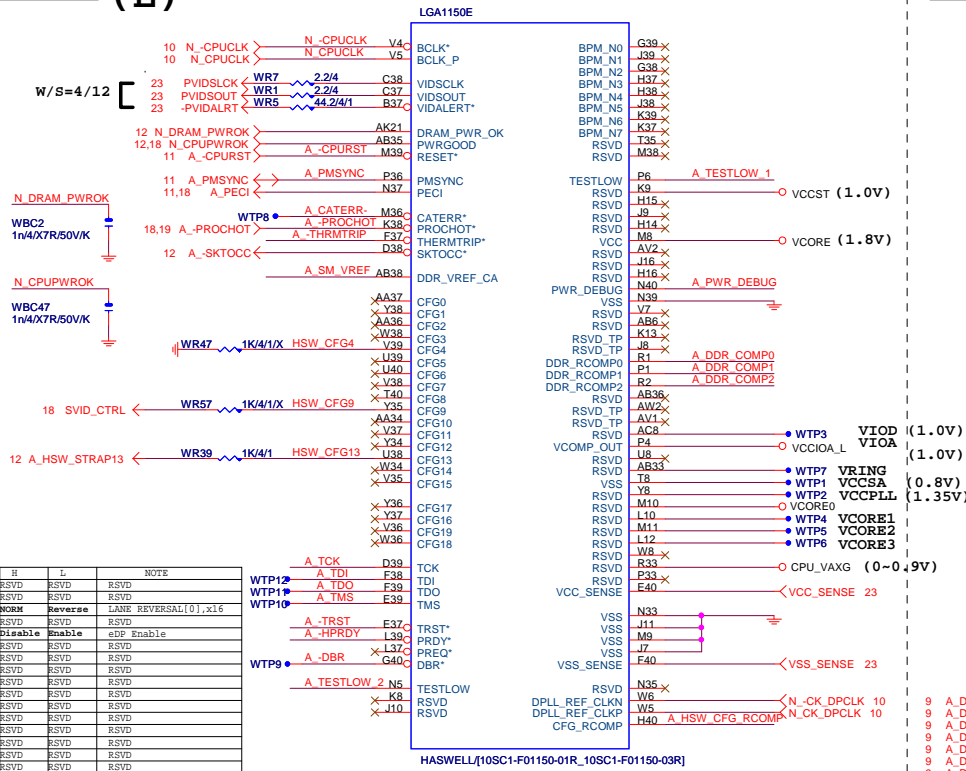 (L)
LGA1150E
10 N_-CPUCLK N_-CPUCLK V4 BCLK* BPM_N0 G39
10 N_CPUCLK N_CPUCLK V5 BCLK_P BPM_N1 J39
BPM_N2 G38
W/S=4/12
23 PVIDSLCK WR7 2.2/4 C38 VIDSCLK BPM_N3 H37
23 PVIDSOUT WR1 2.2/4 C37 VIDSOUT BPM_N4 H38
23 -PVIDALRT WR5 44.2/4/1 B37 VIDALERT* BPM_N5 J38
BPM_N6 K39
12 N_DRAM_PWROK AK21 DRAM_PWR_OK BPM_N7 K37
12,18 N_CPUPWROK AB35 PWRGOOD RSVD T35
11 A_-CPURST A_-CPURST M39 RESET* RSVD M38
11 A_PMSYNC A_PMSYNC P36 PMSYNC TESTLOW P6 A_TESTLOW_1
11,18 A_PECI N37 PECI RSVD K9 VCCST (1.0V)
RSVD H15
WTP8 A_CATERR- M36 CATERR* RSVD J9
18,19 A_-PROCHOT A_-PROCHOT K38 PROCHOT* RSVD H14
A_-THRMTRIP F37 THERMTRIP* VCC M8 VCORE (1.8V)
12 A_-SKTOCC D38 SKTOCC* RSVD AV2
RSVD J16
A_SM_VREF AB38 DDR_VREF_CA RSVD H16
PWR_DEBUG N40 A_PWR_DEBUG
N_DRAM_PWROK
WBC2
1n/4/X7R/50V/K
N_CPUPWROK
WBC47
1n/4/X7R/50V/K
AA37 CFG0 VSS N39
Y38 CFG1 RSVD V7
AA36 CFG2 RSVD AB6
W38 CFG3 RSVD_TP K13
WR47 1K/4/1/X HSW_CFG4 V39 CFG4 RSVD_TP J8
U39 CFG5 DDR_RCOMP0 R1 A_DDR_COMP0
U40 CFG6 DDR_RCOMP1 P1 A_DDR_COMP1
V38 CFG7 DDR_RCOMP2 R2 A_DDR_COMP2
T40 CFG8 RSVD AB36
18 SVID_CTRL WR57 1K/4/1/X HSW_CFG9 Y35 CFG9 RSVD_TP AW2
AA34 CFG10 RSVD_TP AV1
V37 CFG11 RSVD AC8 WTP3 VIOD (1.0V)
Y34 CFG12 VCOMP_OUT P4 VCCIOA_L VIOA (1.0V)
12 A_HSW_STRAP13 WR39 1K/4/1 HSW_CFG13 U38 CFG13 RSVD U8
W34 CFG14 RSVD AB33 WTP7 VRING
V35 CFG15 VSS T8 WTP1 VCCSA (0.8V)
RSVD Y8 WTP2 VCCPLL (1.35V)
Y36 CFG17 RSVD M10 VCORE0
Y37 CFG16 RSVD L10 WTP4 VCORE1
V36 CFG19 RSVD M11 WTP5 VCORE2
W36 CFG18 RSVD L12 WTP6 VCORE3
RSVD W8
A_TCK D39 TCK RSVD R33 CPU_VAXG (0~0.9V)
WTP12 A_TDI F38 TDI RSVD P33
WTP11 A_TDO F39 TDO VCC_SENSE E40 VCC_SENSE 23
WTP10 A_TMS E39 TMS
A_-TRST E37 TRST* VSS N33
VSS J11
A_-HPRDY L39 PRDY* VSS M9
L37 PREQ* VSS J7
WTP9 A_-DBR G40 DBR* VSS_SENSE F40 VSS_SENSE 23
A_TESTLOW_2 N5 TESTLOW RSVD N35
K8 RSVD DPLL_REF_CLKN W6 N_-CK_DPCLK 10
J10 RSVD DPLL_REF_CLKP W5 N_CK_DPCLK 10
CFG_RCOMP H40 A_HSW_CFG_RCOMP
HASWELL/[10SC1-F01150-01R_10SC1-F01150-03R]
H L NOTE
RSVD RSVD RSVD
RSVD RSVD RSVD
NORM Reverse LANE REVERSAL[0],x16
RSVD RSVD RSVD
Disable Enable eDP Enable
RSVD RSVD RSVD
RSVD RSVD RSVD
RSVD RSVD RSVD
RSVD RSVD RSVD
RSVD RSVD RSVD
RSVD RSVD RSVD
RSVD RSVD RSVD
RSVD RSVD RSVD
RSVD RSVD RSVD
RSVD RSVD RSVD
RSVD RSVD RSVD
9 A_D
9 A_D
9 A_D
9 A_D
9 A_D